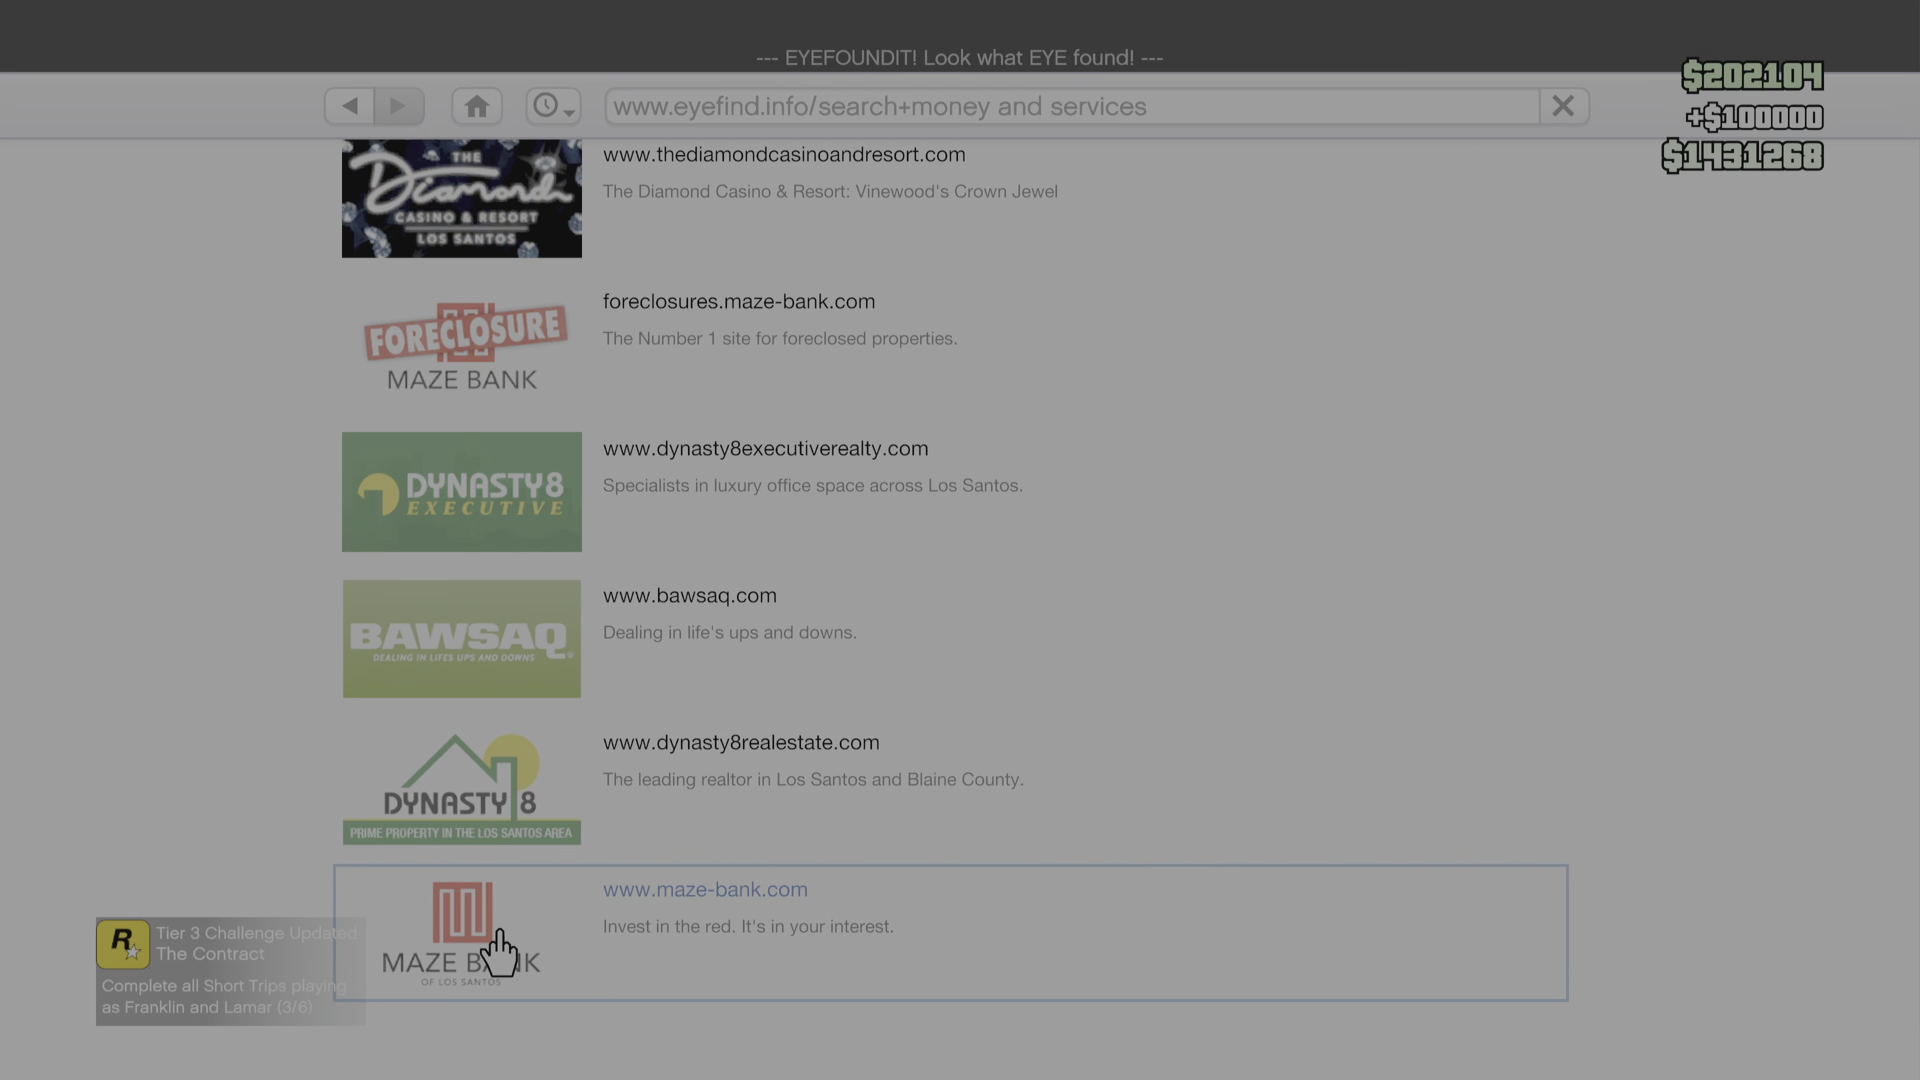 --- EYEFOUNDIT! Look what EYE found! ---
www.eyefind.info/search+money and services
$202104
+$100000
$1431268
THE
Diamond
CASINO & RESORT
LOS SANTOS
www.thediamondcasinoandresort.com
The Diamond Casino & Resort: Vinewood's Crown Jewel
FORECLOSURE
MAZE BANK
foreclosures.maze-bank.com
The Number 1 site for foreclosed properties.
DYNASTY8
EXECUTIVE
www.dynasty8executiverealty.com
Specialists in luxury office space across Los Santos.
BAWSAQ
DEALING IN LIFES UPS AND DOWNS
www.bawsaq.com
Dealing in life's ups and downs.
DYNASTY 8
PRIME PROPERTY IN THE LOS SANTOS AREA
www.dynasty8realestate.com
The leading realtor in Los Santos and Blaine County.
MAZE BANK
OF LOS SANTOS
www.maze-bank.com
Invest in the red. It's in your interest.
R
Tier 3 Challenge Updated
The Contract
Complete all Short Trips playing
as Franklin and Lamar (3/6)